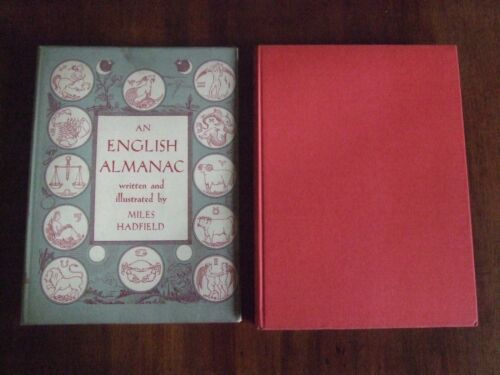 AN
ENGLISH
ALMANAC
written and
illustrated by
MILES
HADFIELD